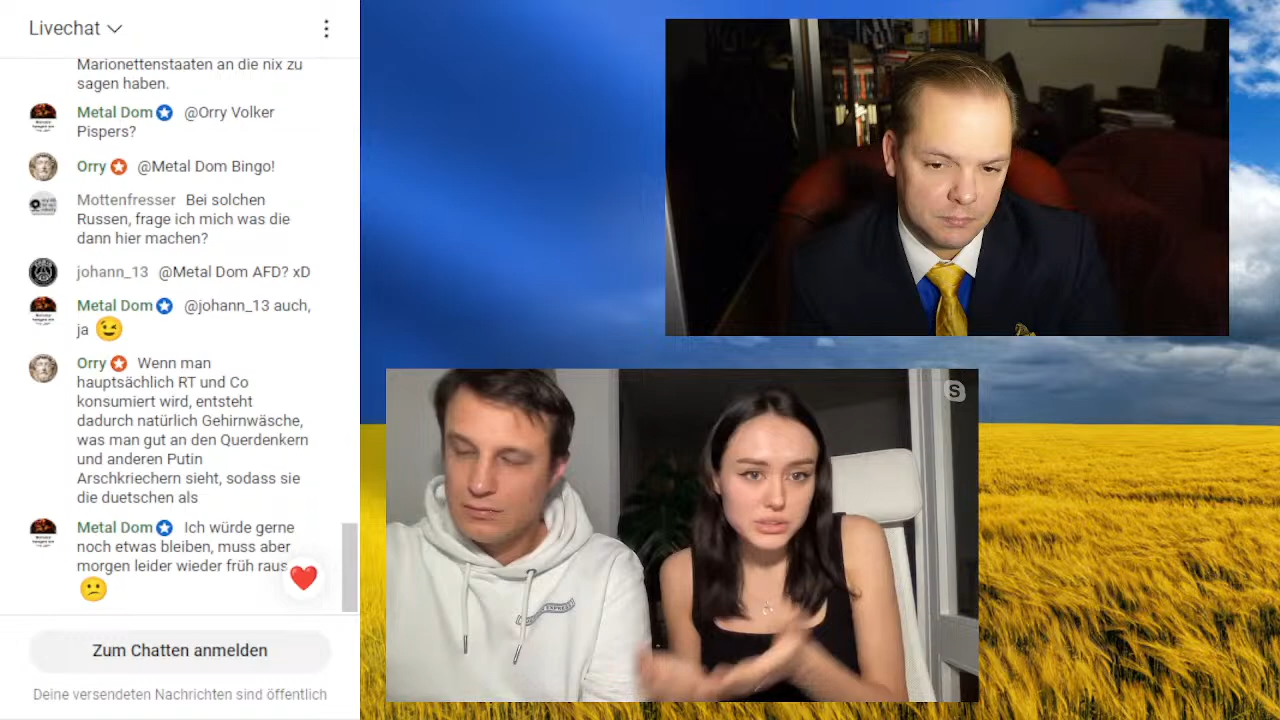 Livechat
Marionettenstaaten an die nix zu
sagen haben.
Metal Dom @Orry Volker
Pispers?
Orry @Metal Dom Bingo!
Mottenfresser Bei solchen
Russen, frage ich mich was die
dann hier machen?
johann_13 @Metal Dom AFD? xD
Metal Dom @johann_13 auch,
ja 😉
Orry Wenn man
hauptsächlich RT und Co
konsumiert wird, entsteht
dadurch natürlich Gehirnwäsche,
was man gut an den Querdenkern
und anderen Putin
Arschkriechern sieht, sodass sie
die duetschen als
Metal Dom Ich würde gerne
noch etwas bleiben, muss aber
morgen leider wieder früh raus
😕
Zum Chatten anmelden
Deine versendeten Nachrichten sind öffentlich
S